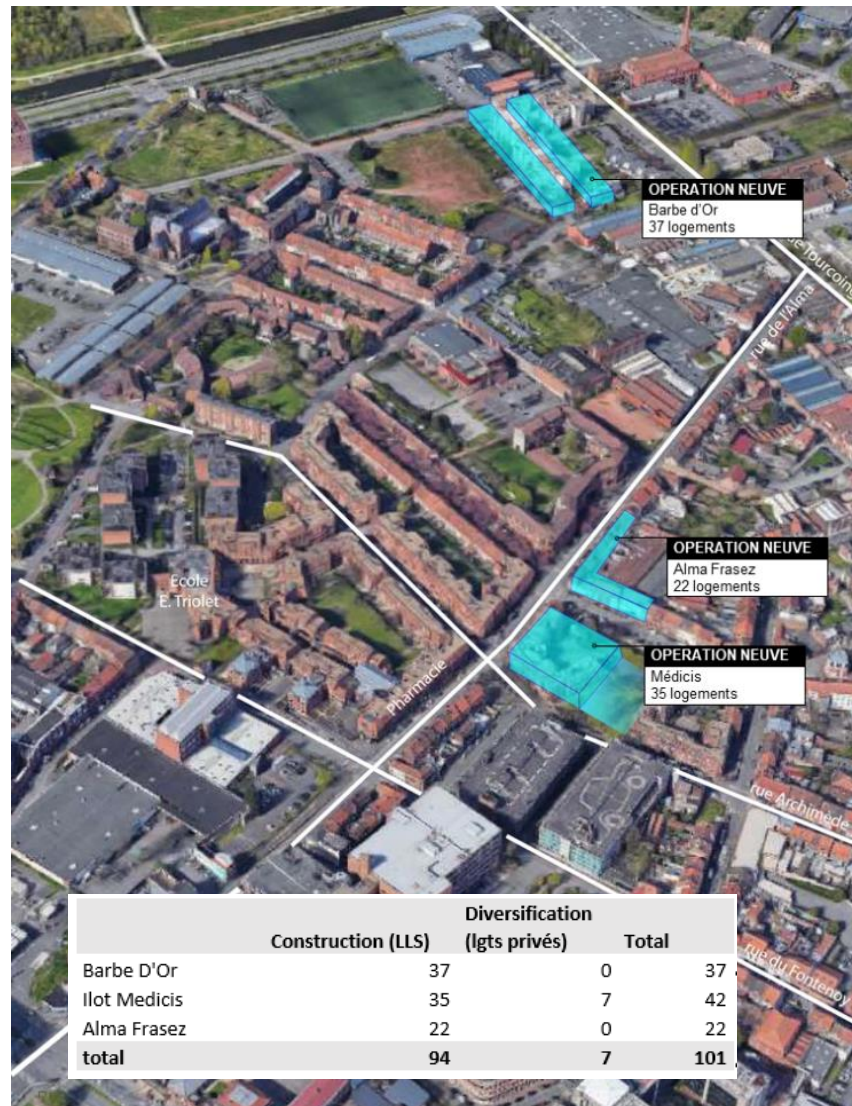 OPERATION NEUVE
Barbe d'Or
37 logements
de Tourcoing
rue de l'Alma
OPERATION NEUVE
Alma Frasez
22 logements
Ecole
E. Triolet
OPERATION NEUVE
Médicis
35 logements
Pharmacie
rue Archimède
rue du Fontenoy
Construction (LLS) Diversification (lgts privés) Total
Barbe D'Or 37 0 37
Ilot Medicis 35 7 42
Alma Frasez 22 0 22
total 94 7 101